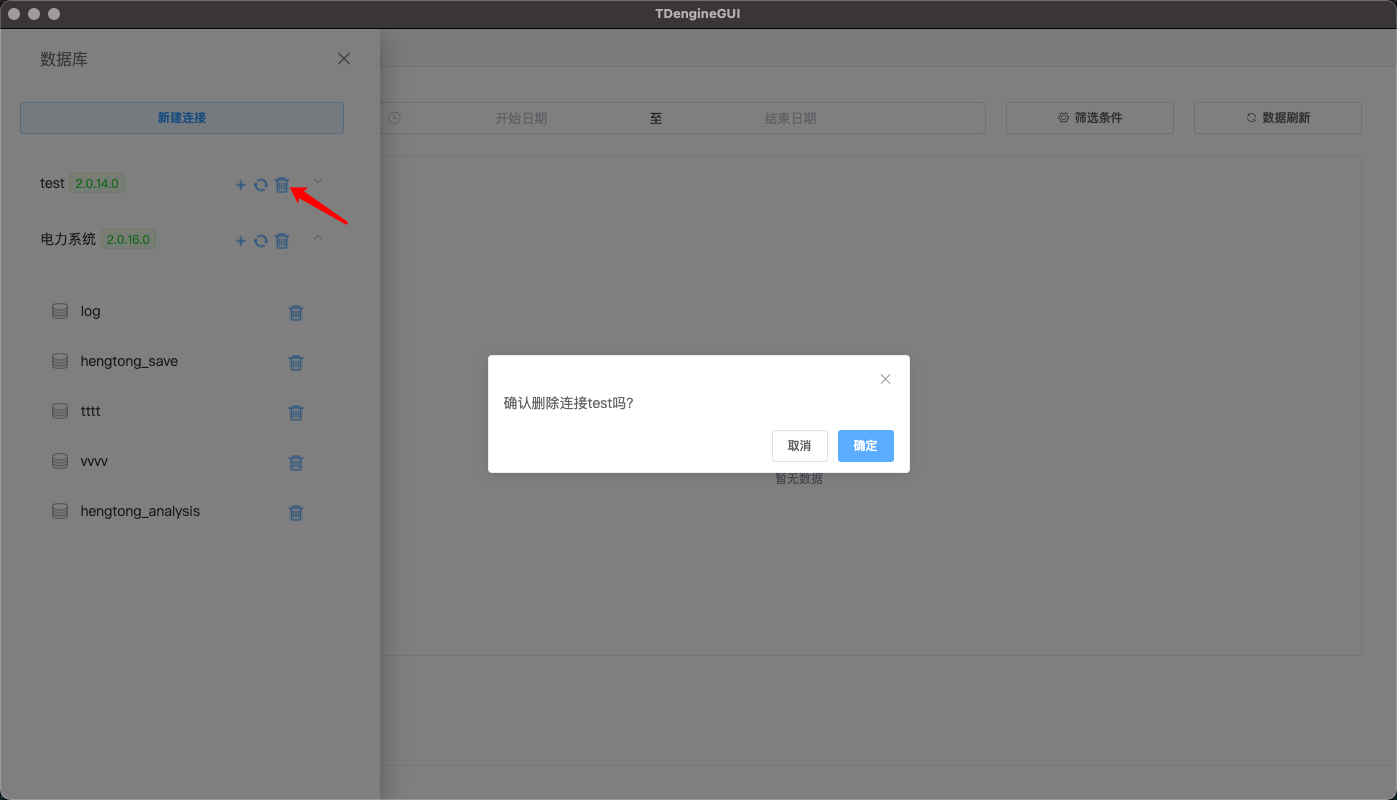 TDengineGUI
数据库
新建连接
开始日期 至 结束日期
筛选条件
数据刷新
test 2.0.14.0
电力系统 2.0.16.0
log
hengtong_save
tttt
vvvv
hengtong_analysis
确认删除连接test吗?
取消 确定
暂无数据